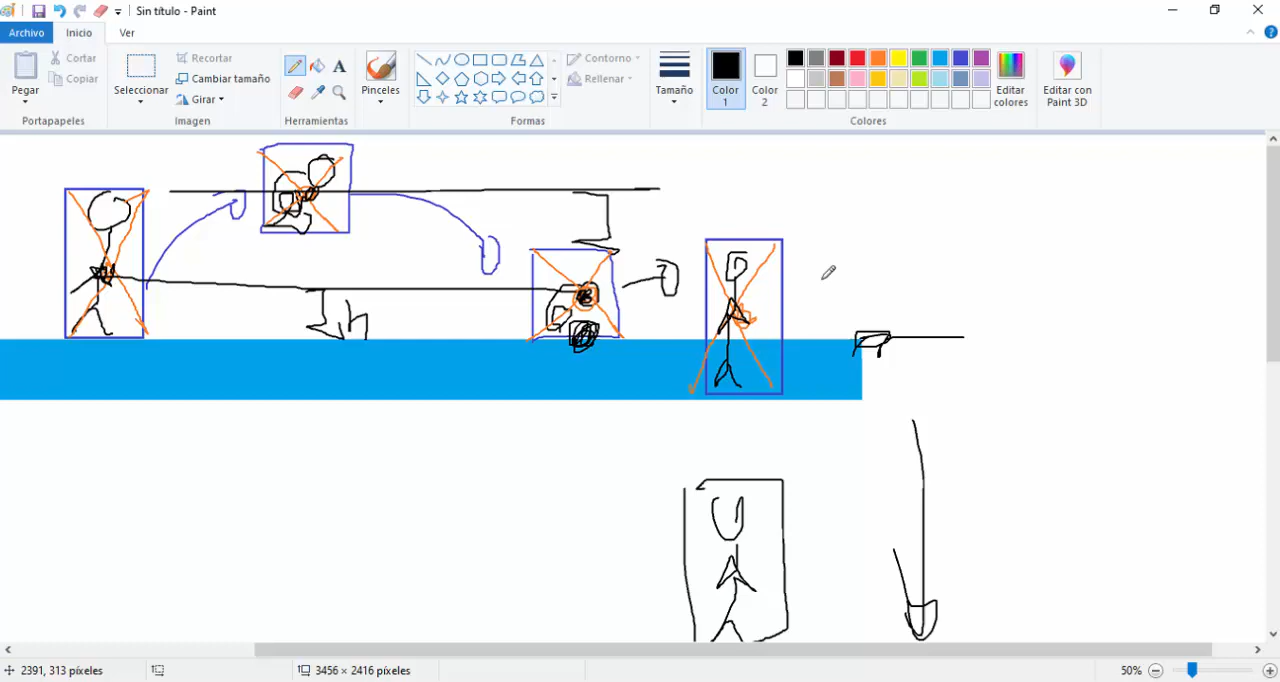 Sin título - Paint
Archivo
Inicio
Ver
Pegar
Cortar
Copiar
Portapapeles
Seleccionar
Recortar
Cambiar tamaño
Girar
Imagen
A
Herramientas
Pinceles
Contorno
Rellenar
Formas
Tamaño
Color 1
Color 2
Editar colores
Colores
Editar con Paint 3D
h
2391, 313 píxeles
3456 × 2416 píxeles
50%